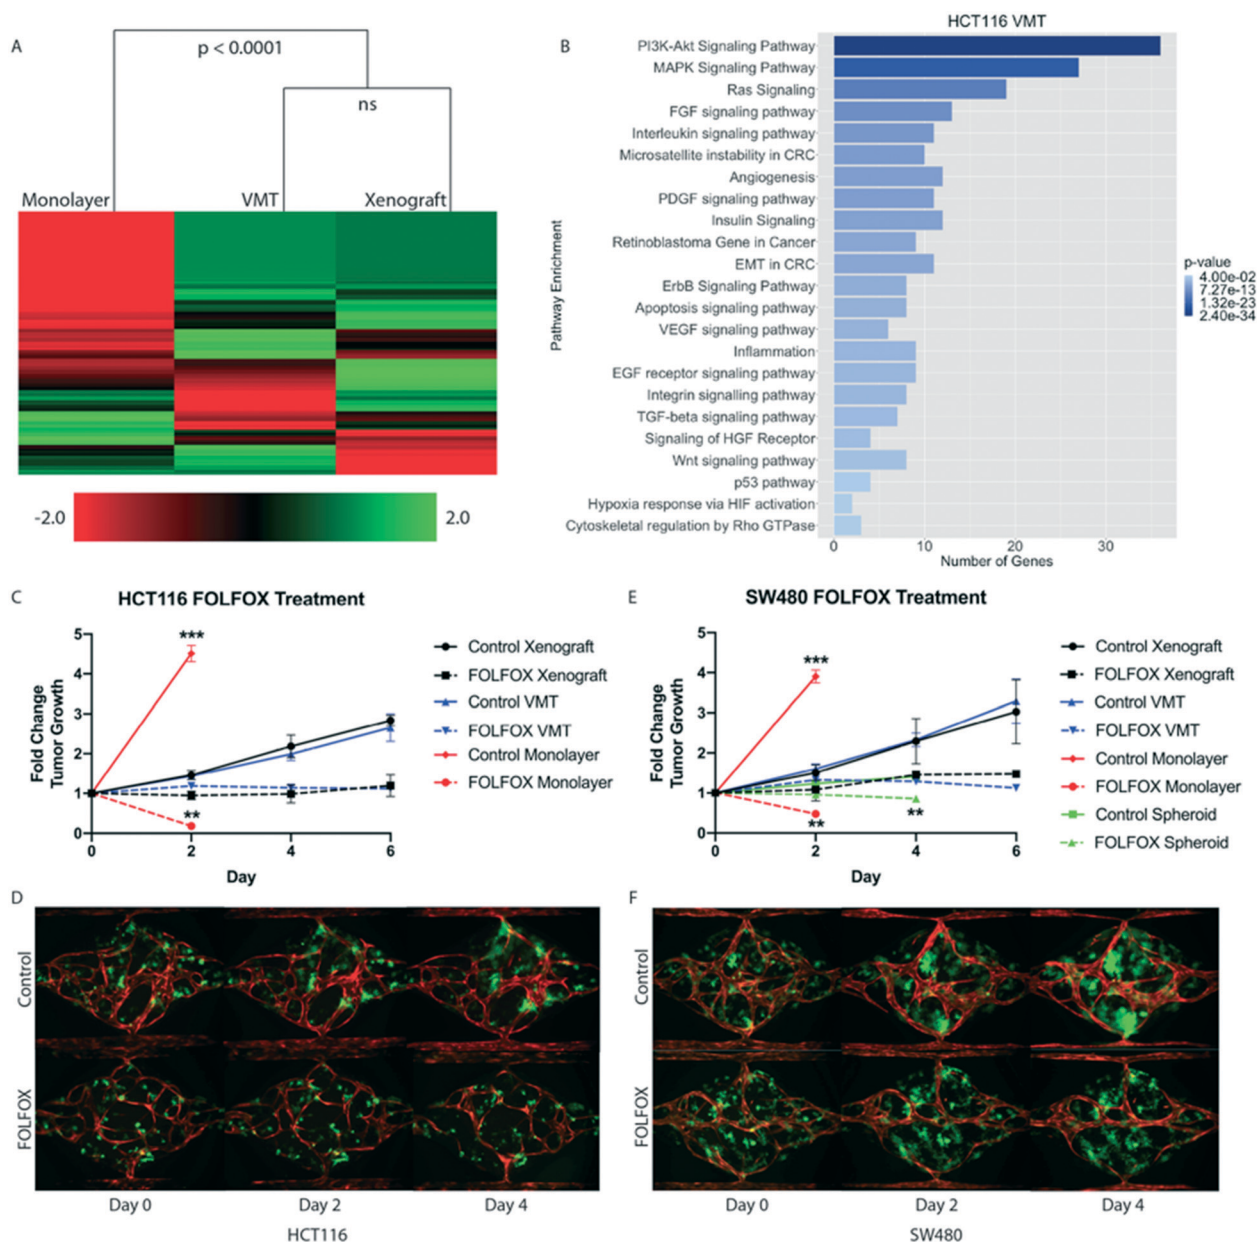 A
p < 0.0001
ns
Monolayer
VMT
Xenograft
-2.0
2.0
B
HCT116 VMT
Pathway Enrichment
PI3K-Akt Signaling Pathway
MAPK Signaling Pathway
Ras Signaling
FGF signaling pathway
Interleukin signaling pathway
Microsatellite instability in CRC
Angiogenesis
PDGF signaling pathway
Insulin Signaling
Retinoblastoma Gene in Cancer
EMT in CRC
ErbB Signaling Pathway
Apoptosis signaling pathway
VEGF signaling pathway
Inflammation
EGF receptor signaling pathway
Integrin signalling pathway
TGF-beta signaling pathway
Signaling of HGF Receptor
Wnt signaling pathway
p53 pathway
Hypoxia response via HIF activation
Cytoskeletal regulation by Rho GTPase
0 10 20 30
Number of Genes
p-value
4.00e-02
7.27e-13
1.32e-23
2.40e-34
C
HCT116 FOLFOX Treatment
Fold Change
Tumor Growth
5
4
3
2
1
0
***
**
0 2 4 6
Day
Control Xenograft
FOLFOX Xenograft
Control VMT
FOLFOX VMT
Control Monolayer
FOLFOX Monolayer
E
SW480 FOLFOX Treatment
Fold Change
Tumor Growth
5
4
3
2
1
0
***
**
**
0 2 4 6
Day
Control Xenograft
FOLFOX Xenograft
Control VMT
FOLFOX VMT
Control Monolayer
FOLFOX Monolayer
Control Spheroid
FOLFOX Spheroid
D
Control
FOLFOX
Day 0 Day 2 Day 4
HCT116
F
Control
FOLFOX
Day 0 Day 2 Day 4
SW480